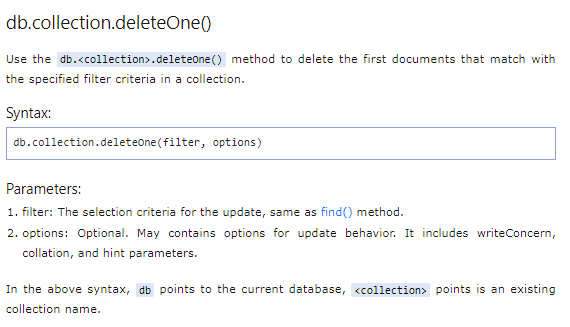 db.collection.deleteOne()
Use the db.<collection>.deleteOne() method to delete the first documents that match with
the specified filter criteria in a collection.
Syntax:
db.collection.deleteOne(filter, options)
Parameters:
1. filter: The selection criteria for the update, same as find() method.
2. options: Optional. May contains options for update behavior. It includes writeConcern,
collation, and hint parameters.
In the above syntax, db points to the current database, <collection> points is an existing
collection name.